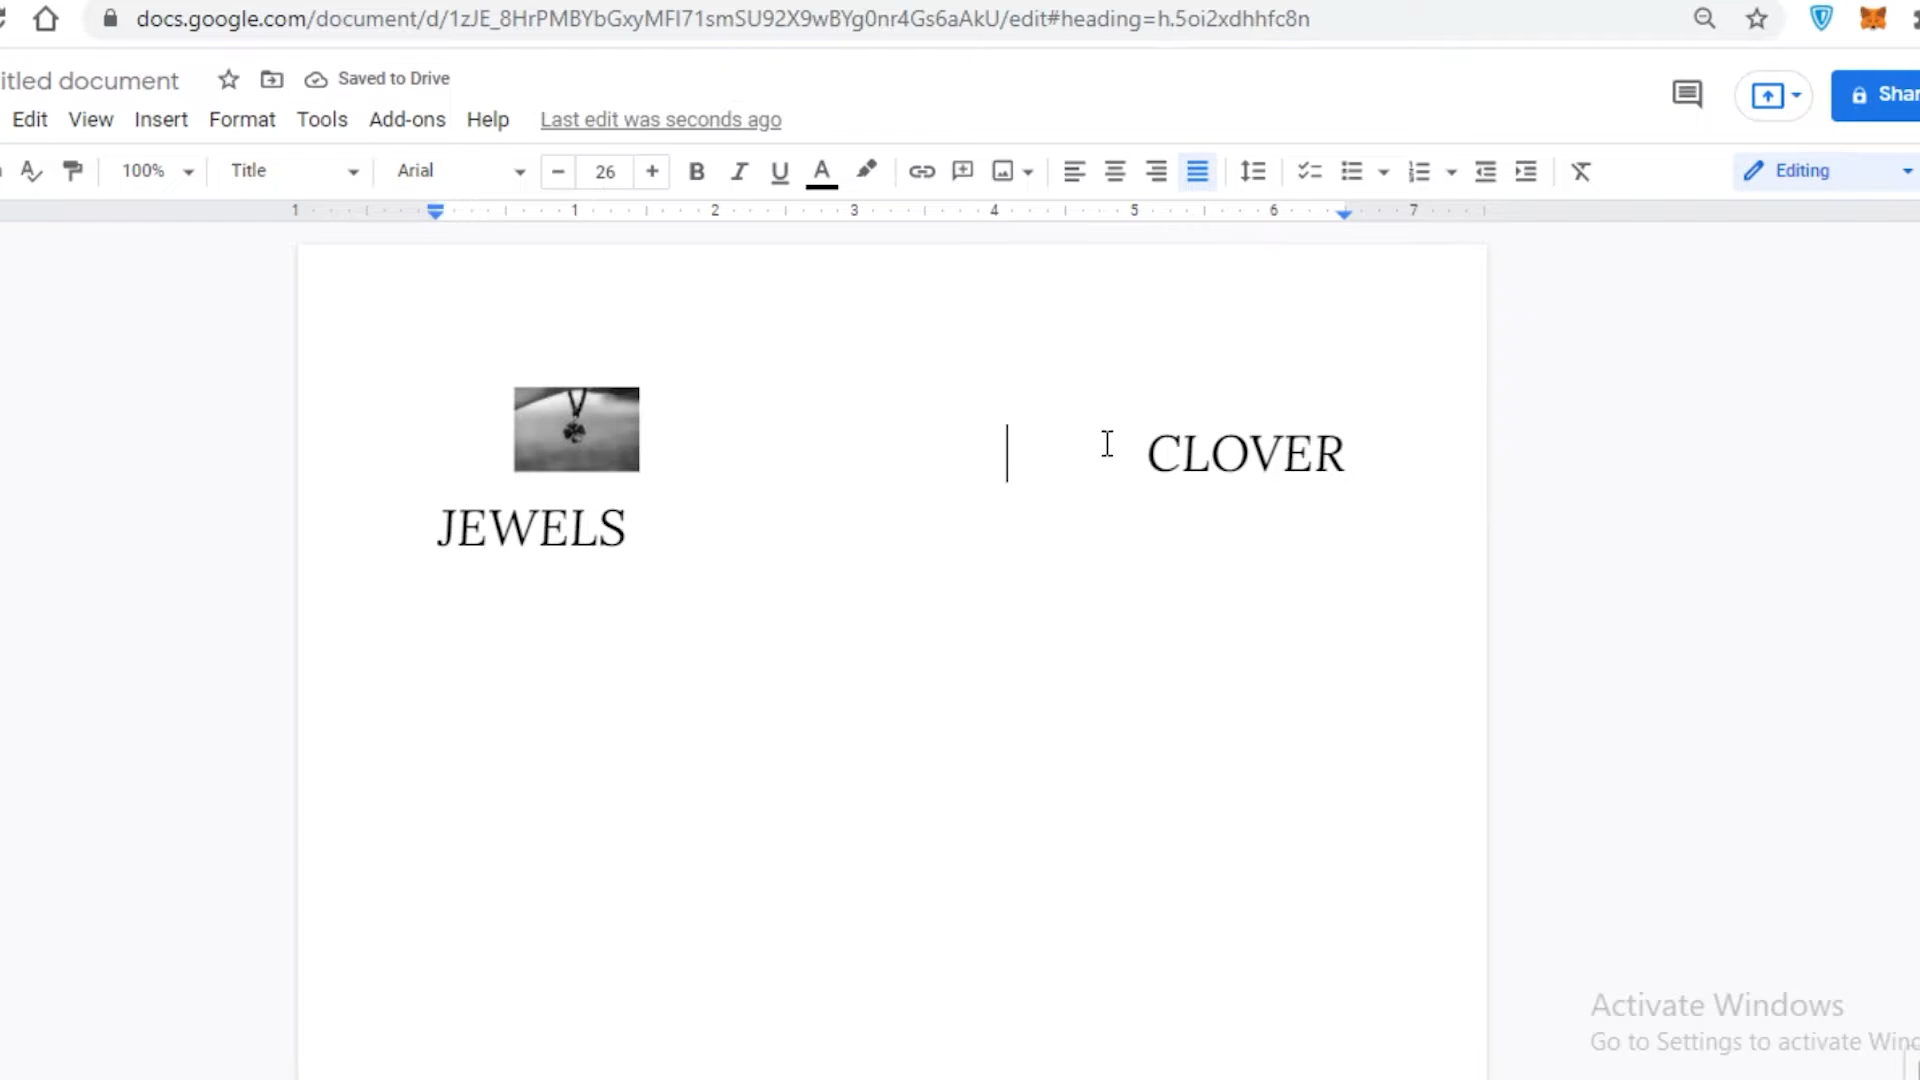 docs.google.com/document/d/1zJE_8HrPMBYbGxyMFI71smSU92X9wBYg0nr4Gs6aAkU/edit#heading=h.5oi2xdhhfc8n
itled document Saved to Drive
Edit View Insert Format Tools Add-ons Help Last edit was seconds ago
Shar
100% Title Arial 26 B I U A Editing
1 1 2 3 4 5 6 7
CLOVER
JEWELS
Activate Windows
Go to Settings to activate Wind